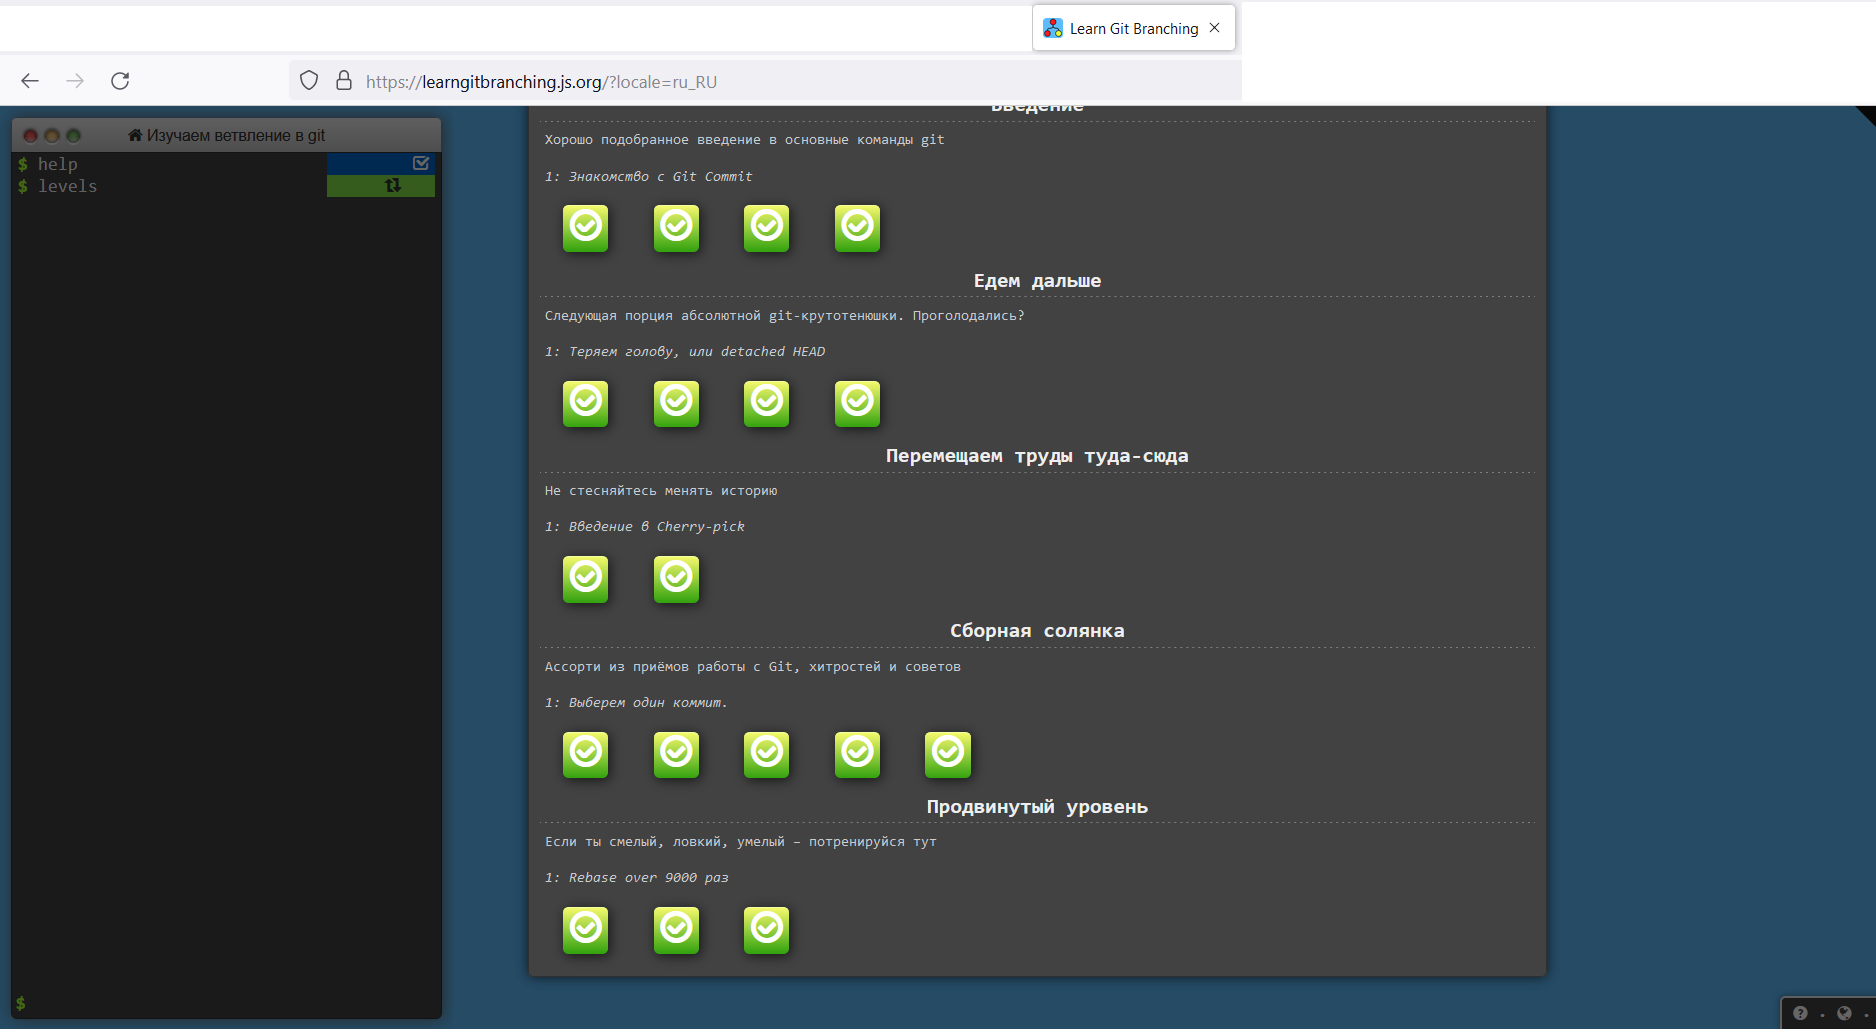 Learn Git Branching
https://learngitbranching.js.org/?locale=ru_RU
Изучаем ветвление в git
$ help
$ levels
$
Введение
Хорошо подобранное введение в основные команды git
1: Знакомство с Git Commit
Едем дальше
Следующая порция абсолютной git-крутотенюшки. Проголодались?
1: Теряем голову, или detached HEAD
Перемещаем труды туда-сюда
Не стесняйтесь менять историю
1: Введение в Cherry-pick
Сборная солянка
Ассорти из приёмов работы с Git, хитростей и советов
1: Выберем один коммит.
Продвинутый уровень
Если ты смелый, ловкий, умелый – потренируйся тут
1: Rebase over 9000 раз